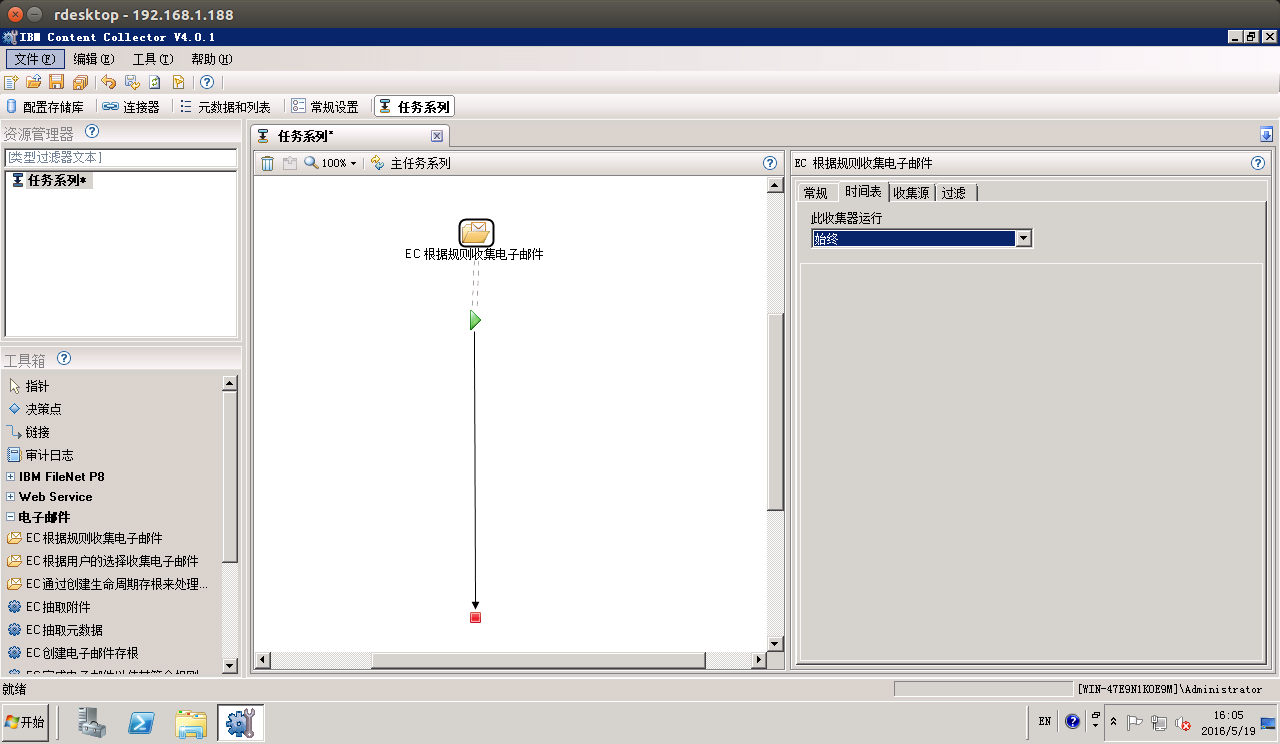 rdesktop - 192.168.1.188
IBM Content Collector V4.0.1
文件(F) 编辑(E) 工具(T) 帮助(H)
配置存储库 连接器 元数据和列表 常规设置 任务系列
资源管理器
[类型过滤器文本]
任务系列*
工具箱
指针
决策点
链接
审计日志
IBM FileNet P8
Web Service
电子邮件
EC 根据规则收集电子邮件
EC 根据用户的选择收集电子邮件
EC 通过创建生命周期存根来处理...
EC 抽取附件
EC 抽取元数据
EC 创建电子邮件存根
任务系列*
100% 主任务系列
EC 根据规则收集电子邮件
EC 根据规则收集电子邮件
常规 时间表 收集源 过滤
此收集器运行
始终
就绪
[WIN-47E9N1KOE9M]\Administrator
开始
EN
16:05
2016/5/19